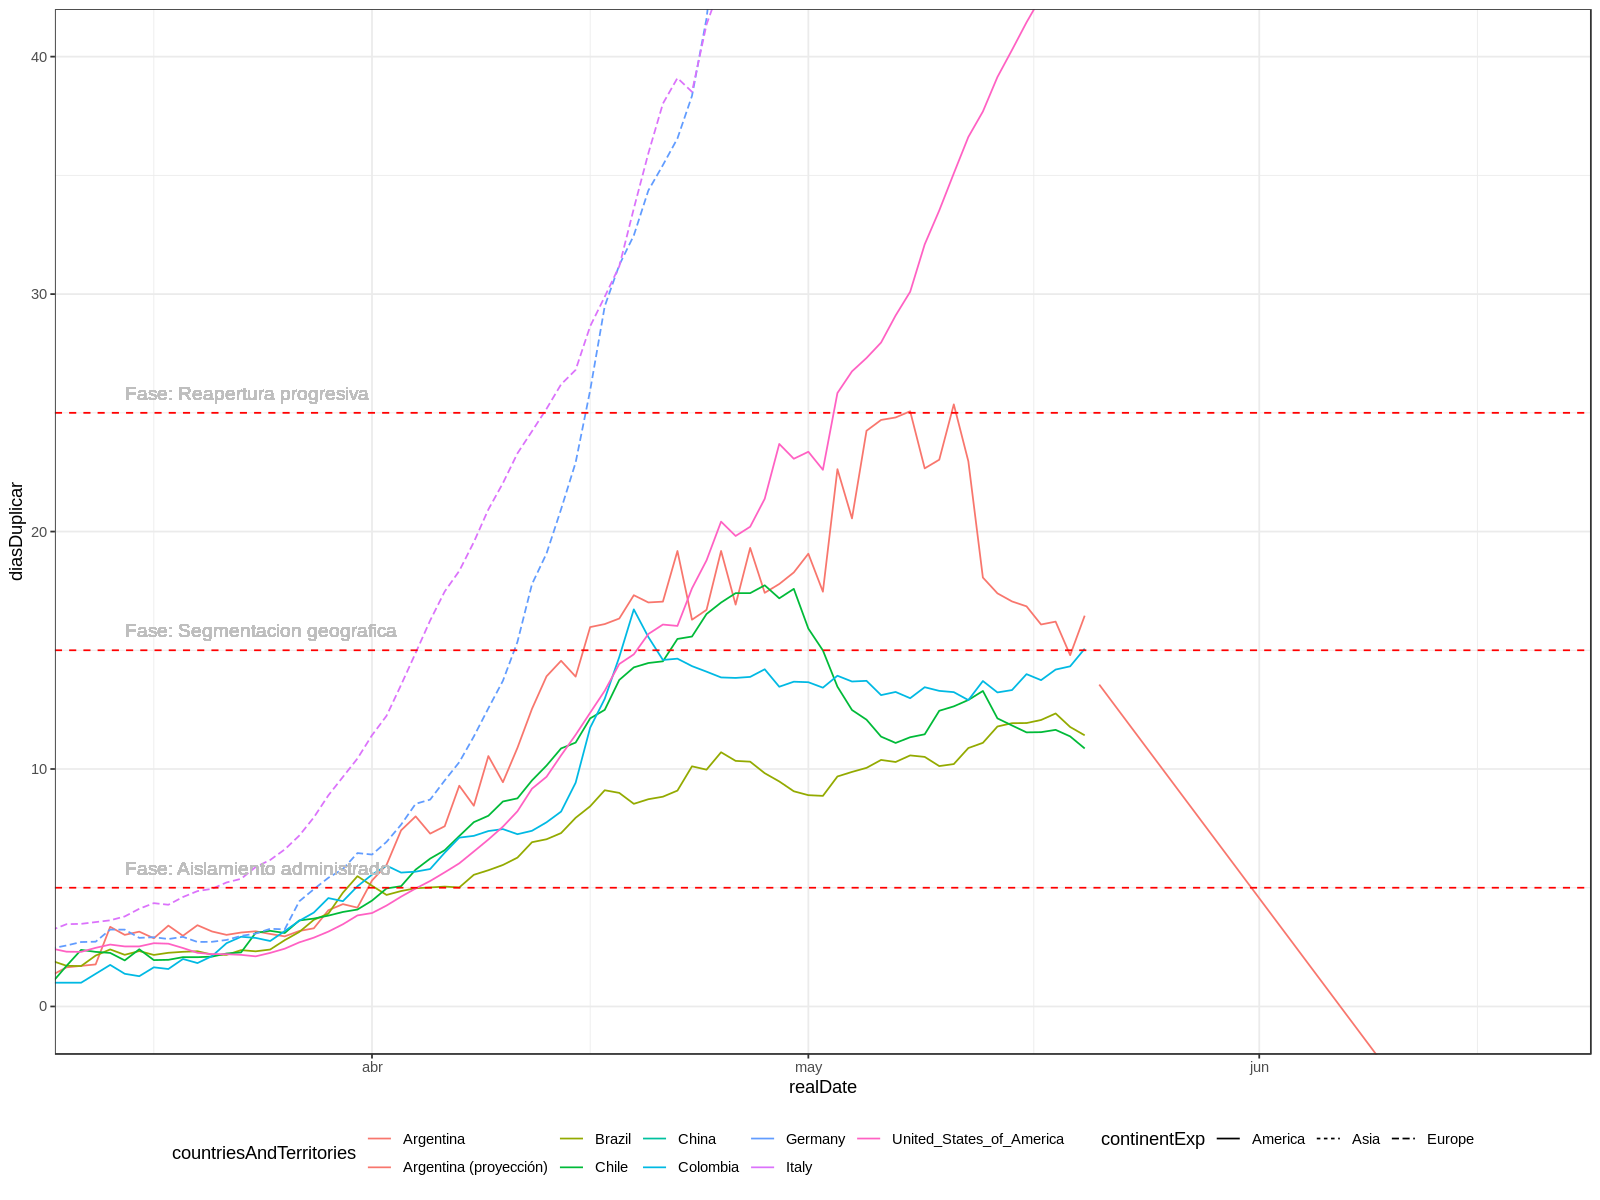 40
30
20
10
0
diasDuplicar
Fase: Reapertura progresiva
Fase: Segmentacion geografica
Fase: Aislamiento administrado
abr may jun
realDate
countriesAndTerritories
Argentina Brazil China Germany United_States_of_America
Argentina (proyección) Chile Colombia Italy
continentExp America Asia Europe